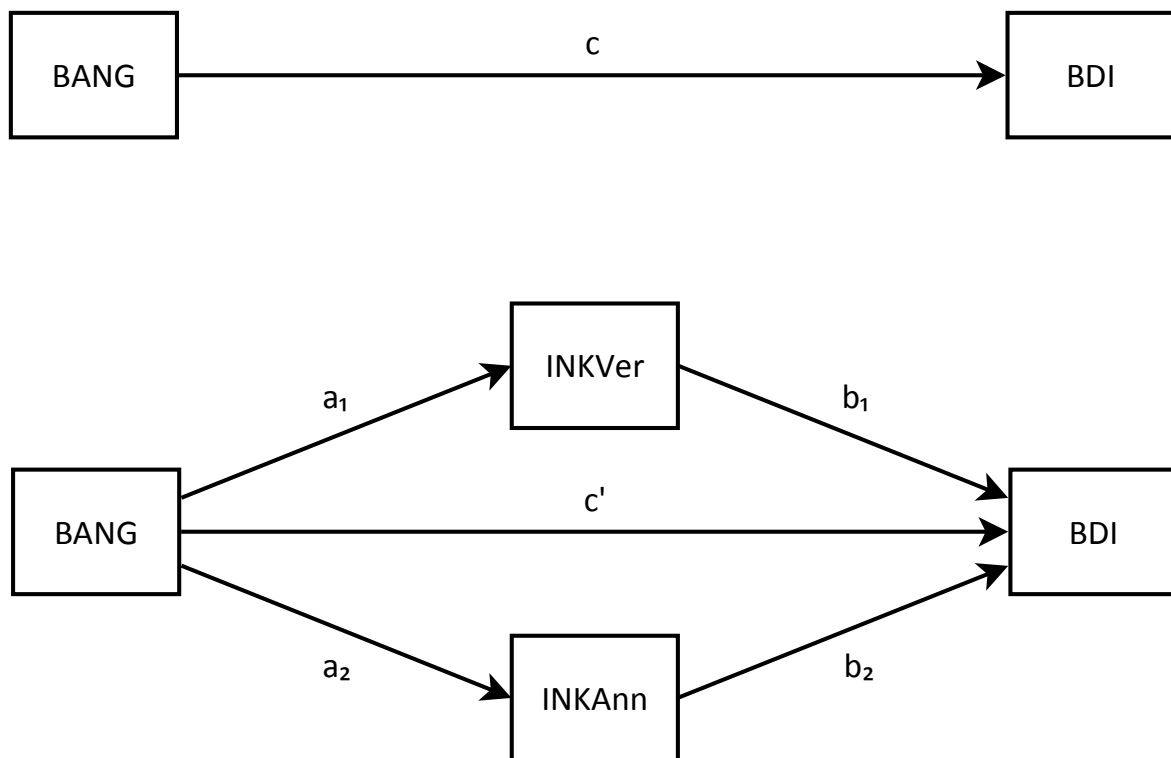 c
BANG
BDI
INKVer
a₁
b₁
c'
BANG
BDI
a₂
b₂
INKAnn